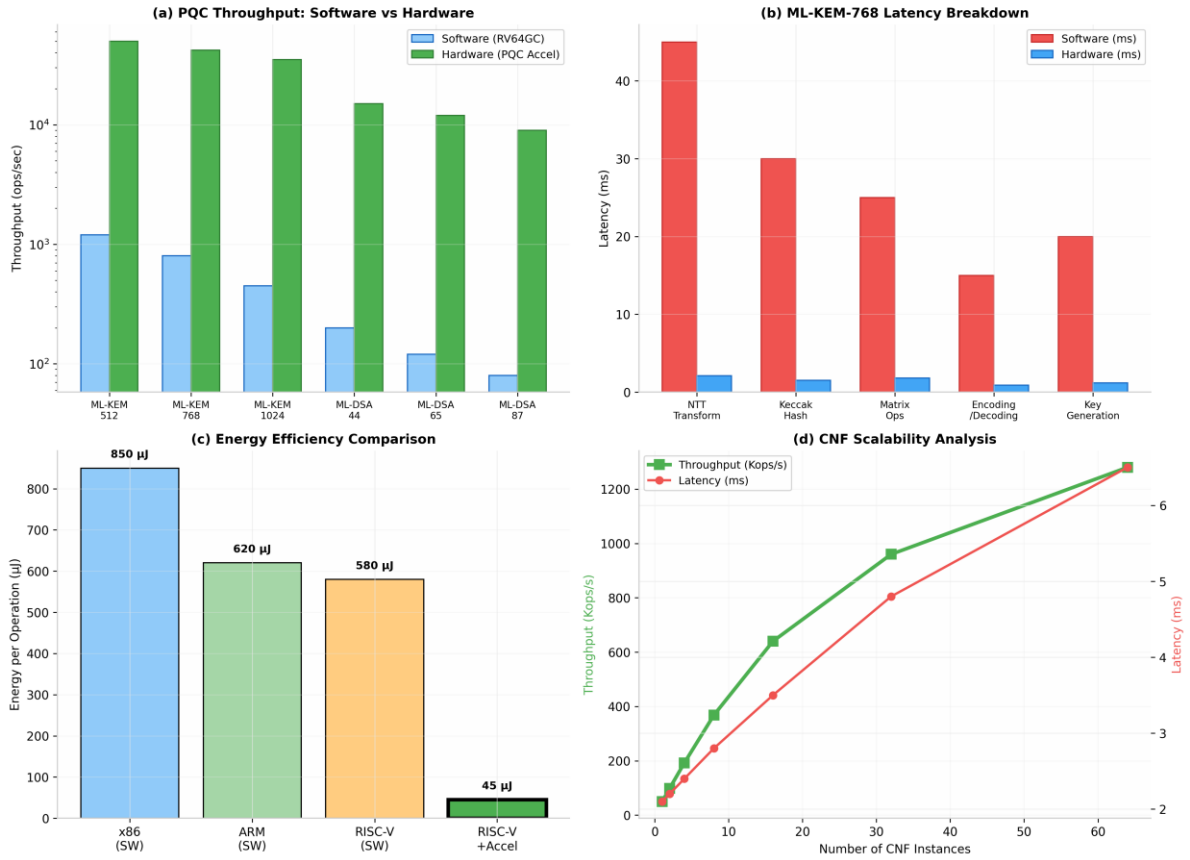 (a) PQC Throughput: Software vs Hardware
Software (RV64GC)
Hardware (PQC Accel)
Throughput (ops/sec)
10⁴
10³
10²
ML-KEM ML-KEM ML-KEM ML-DSA ML-DSA ML-DSA
512 768 1024 44 65 87
(b) ML-KEM-768 Latency Breakdown
Software (ms)
Hardware (ms)
Latency (ms)
40
30
20
10
0
NTT Keccak Matrix Encoding Key
Transform Hash Ops /Decoding Generation
(c) Energy Efficiency Comparison
Energy per Operation (μJ)
850 μJ
620 μJ
580 μJ
45 μJ
800
700
600
500
400
300
200
100
0
x86 ARM RISC-V RISC-V
(SW) (SW) (SW) +Accel
(d) CNF Scalability Analysis
Throughput (Kops/s)
Latency (ms)
Throughput (Kops/s)
1200
1000
800
600
400
200
0
6
5
4
3
2
Latency (ms)
0 10 20 30 40 50 60
Number of CNF Instances